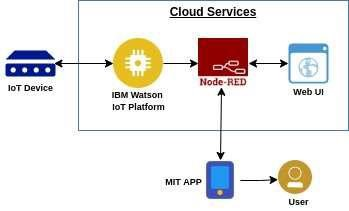 Cloud Services
IoT Device
IBM Watson
IoT Platform
Node-RED
Web UI
MIT APP
User